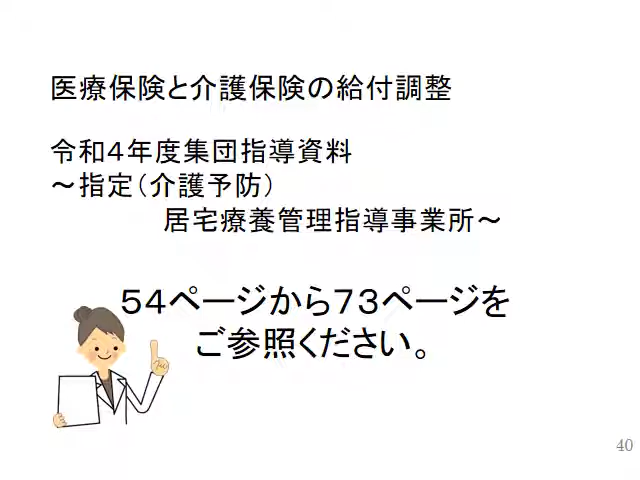 医療保険と介護保険の給付調整
令和４年度集団指導資料
～指定（介護予防）
居宅療養管理指導事業所～
５４ページから７３ページを
ご参照ください。
40